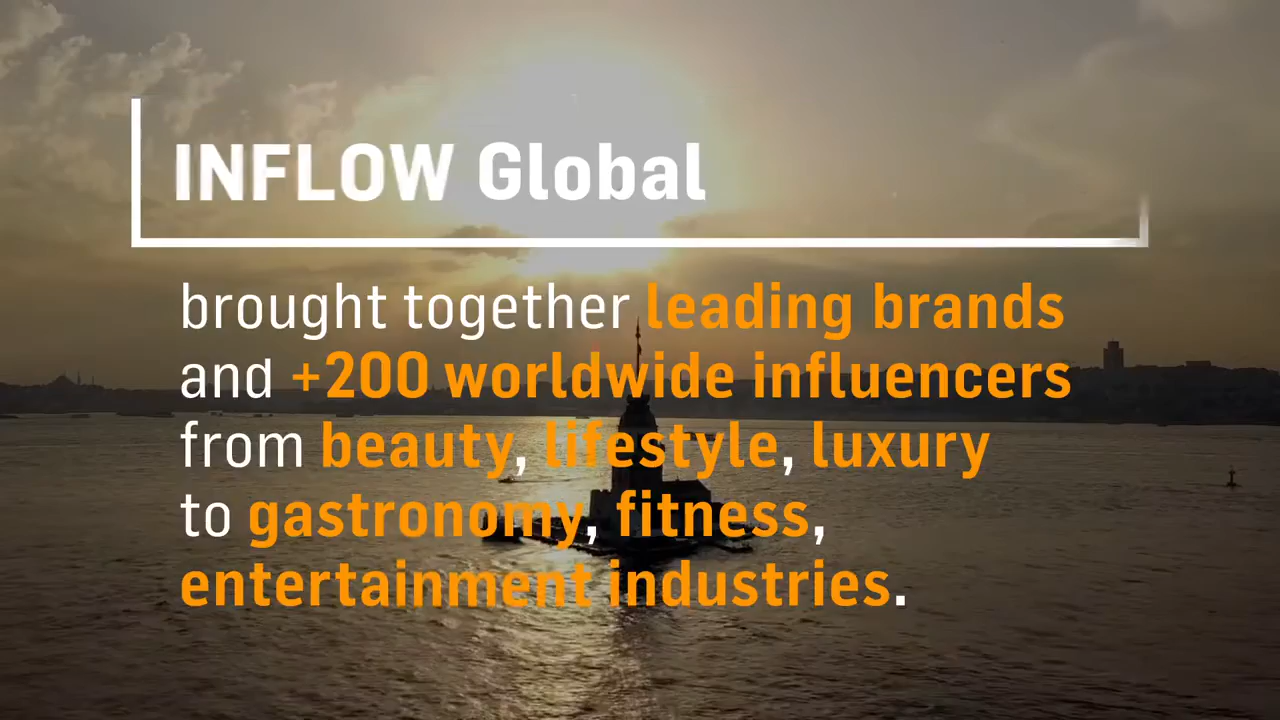 INFLOW Global
brought together leading brands
and +200 worldwide influencers
from beauty, lifestyle, luxury
to gastronomy, fitness,
entertainment industries.